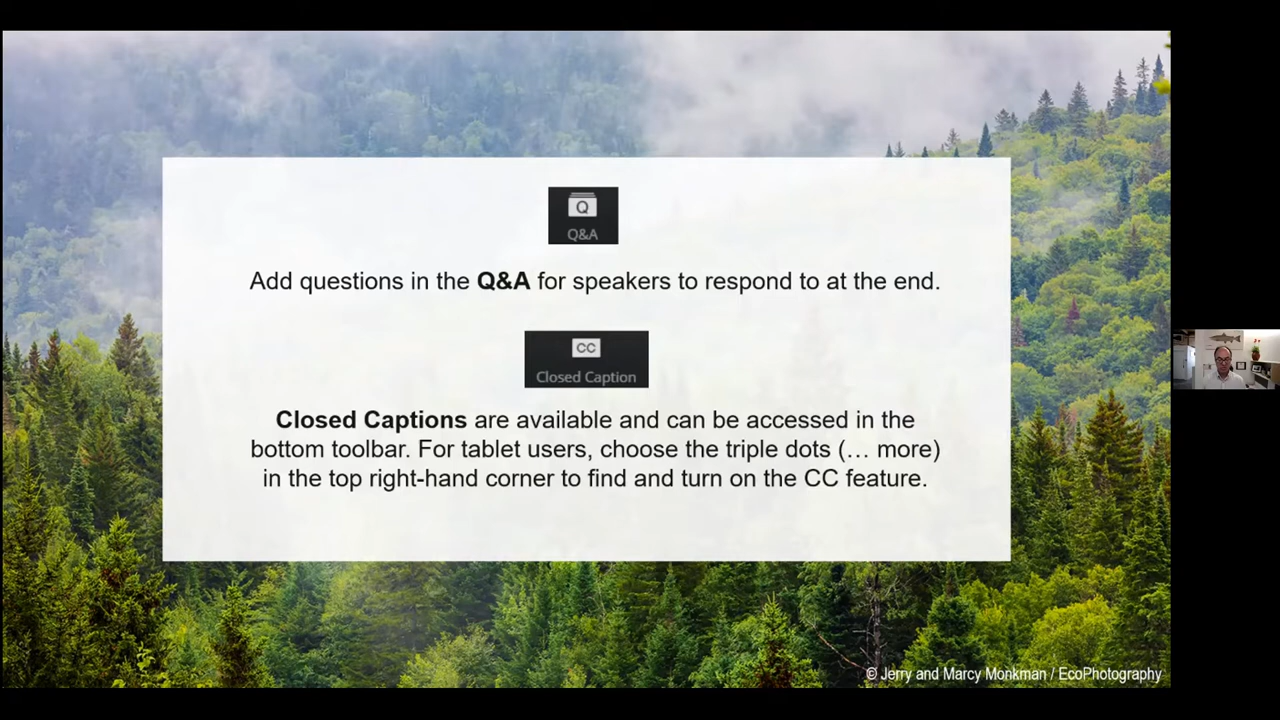 Q
Q&A
Add questions in the Q&A for speakers to respond to at the end.
CC
Closed Caption
Closed Captions are available and can be accessed in the
bottom toolbar. For tablet users, choose the triple dots (… more)
in the top right-hand corner to find and turn on the CC feature.
© Jerry and Marcy Monkman / EcoPhotography